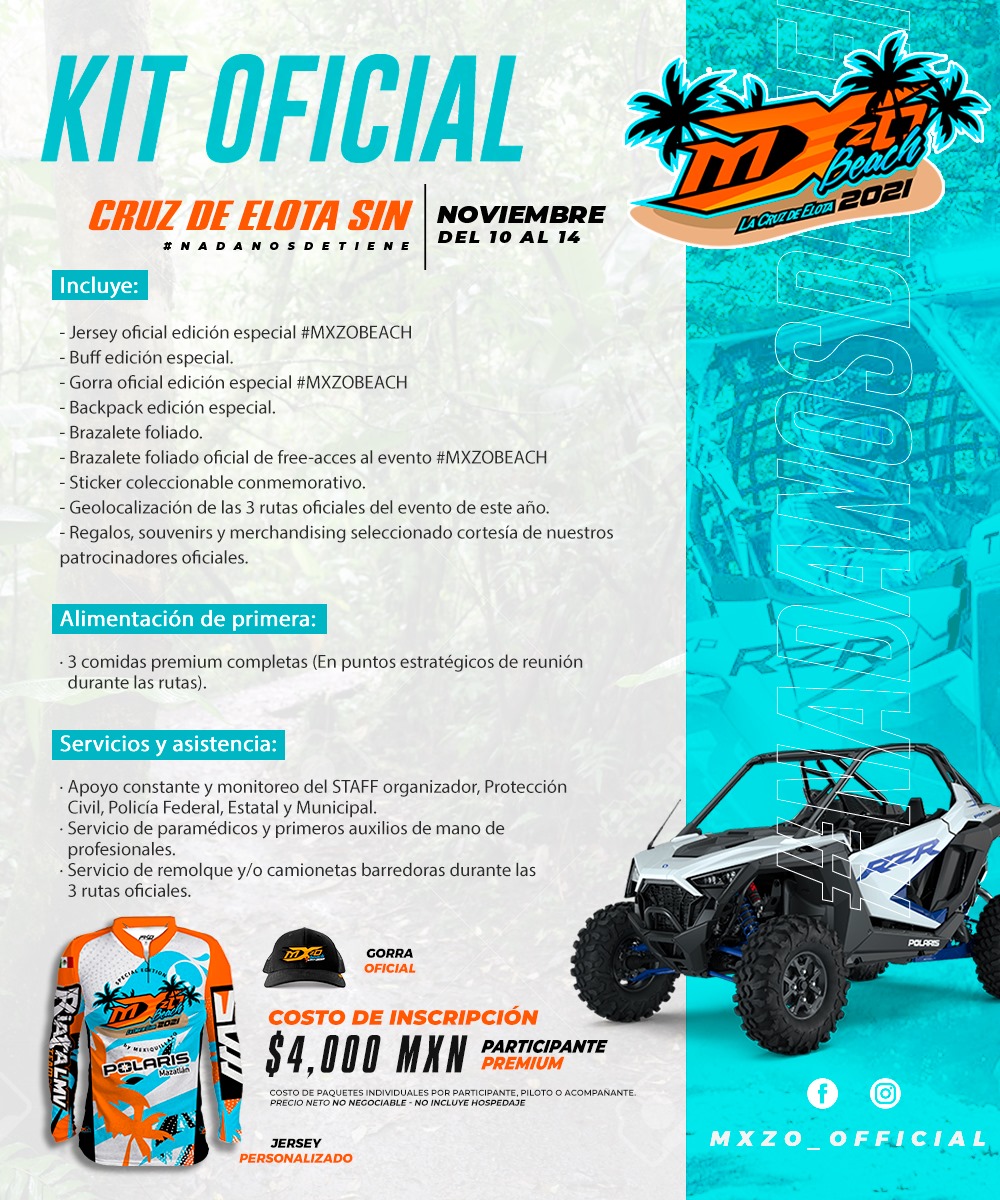 KIT OFICIAL
mXzo
Beach
LA CRUZ DE ELOTA 2021
CRUZ DE ELOTA SIN
#NADANOSDETIENE
NOVIEMBRE
DEL 10 AL 14
Incluye:
- Jersey oficial edición especial #MXZOBEACH
- Buff edición especial.
- Gorra oficial edición especial #MXZOBEACH
- Backpack edición especial.
- Brazalete foliado.
- Brazalete foliado oficial de free-acces al evento #MXZOBEACH
- Sticker coleccionable conmemorativo.
- Geolocalización de las 3 rutas oficiales del evento de este año.
- Regalos, souvenirs y merchandising seleccionado cortesía de nuestros
patrocinadores oficiales.
Alimentación de primera:
· 3 comidas premium completas (En puntos estratégicos de reunión
durante las rutas).
Servicios y asistencia:
· Apoyo constante y monitoreo del STAFF organizador, Protección
Civil, Policía Federal, Estatal y Municipal.
· Servicio de paramédicos y primeros auxilios de mano de
profesionales.
· Servicio de remolque y/o camionetas barredoras durante las
3 rutas oficiales.
GORRA
OFICIAL
COSTO DE INSCRIPCIÓN
$4,000 MXN
PARTICIPANTE
PREMIUM
COSTO DE PAQUETES INDIVIDUALES POR PARTICIPANTE, PILOTO O ACOMPAÑANTE.
PRECIO NETO NO NEGOCIABLE - NO INCLUYE HOSPEDAJE
JERSEY
PERSONALIZADO
SPECIAL EDITION
mXzo
Beach
2021
POLARIS
Mazatlán
mXzo
RZR
RZR
POLARIS
MXZO_OFFICIAL